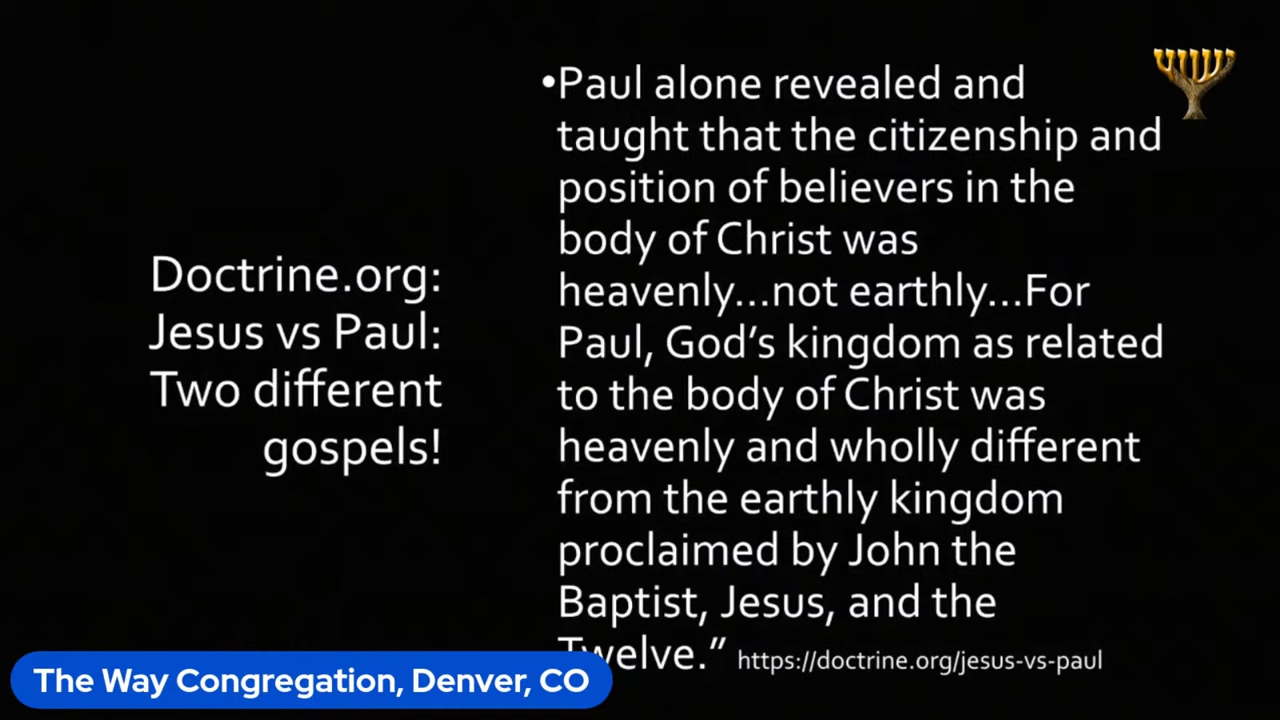 Doctrine.org:
Jesus vs Paul:
Two different
gospels!
•Paul alone revealed and
taught that the citizenship and
position of believers in the
body of Christ was
heavenly...not earthly...For
Paul, God’s kingdom as related
to the body of Christ was
heavenly and wholly different
from the earthly kingdom
proclaimed by John the
Baptist, Jesus, and the
Twelve.” https://doctrine.org/jesus-vs-paul
The Way Congregation, Denver, CO